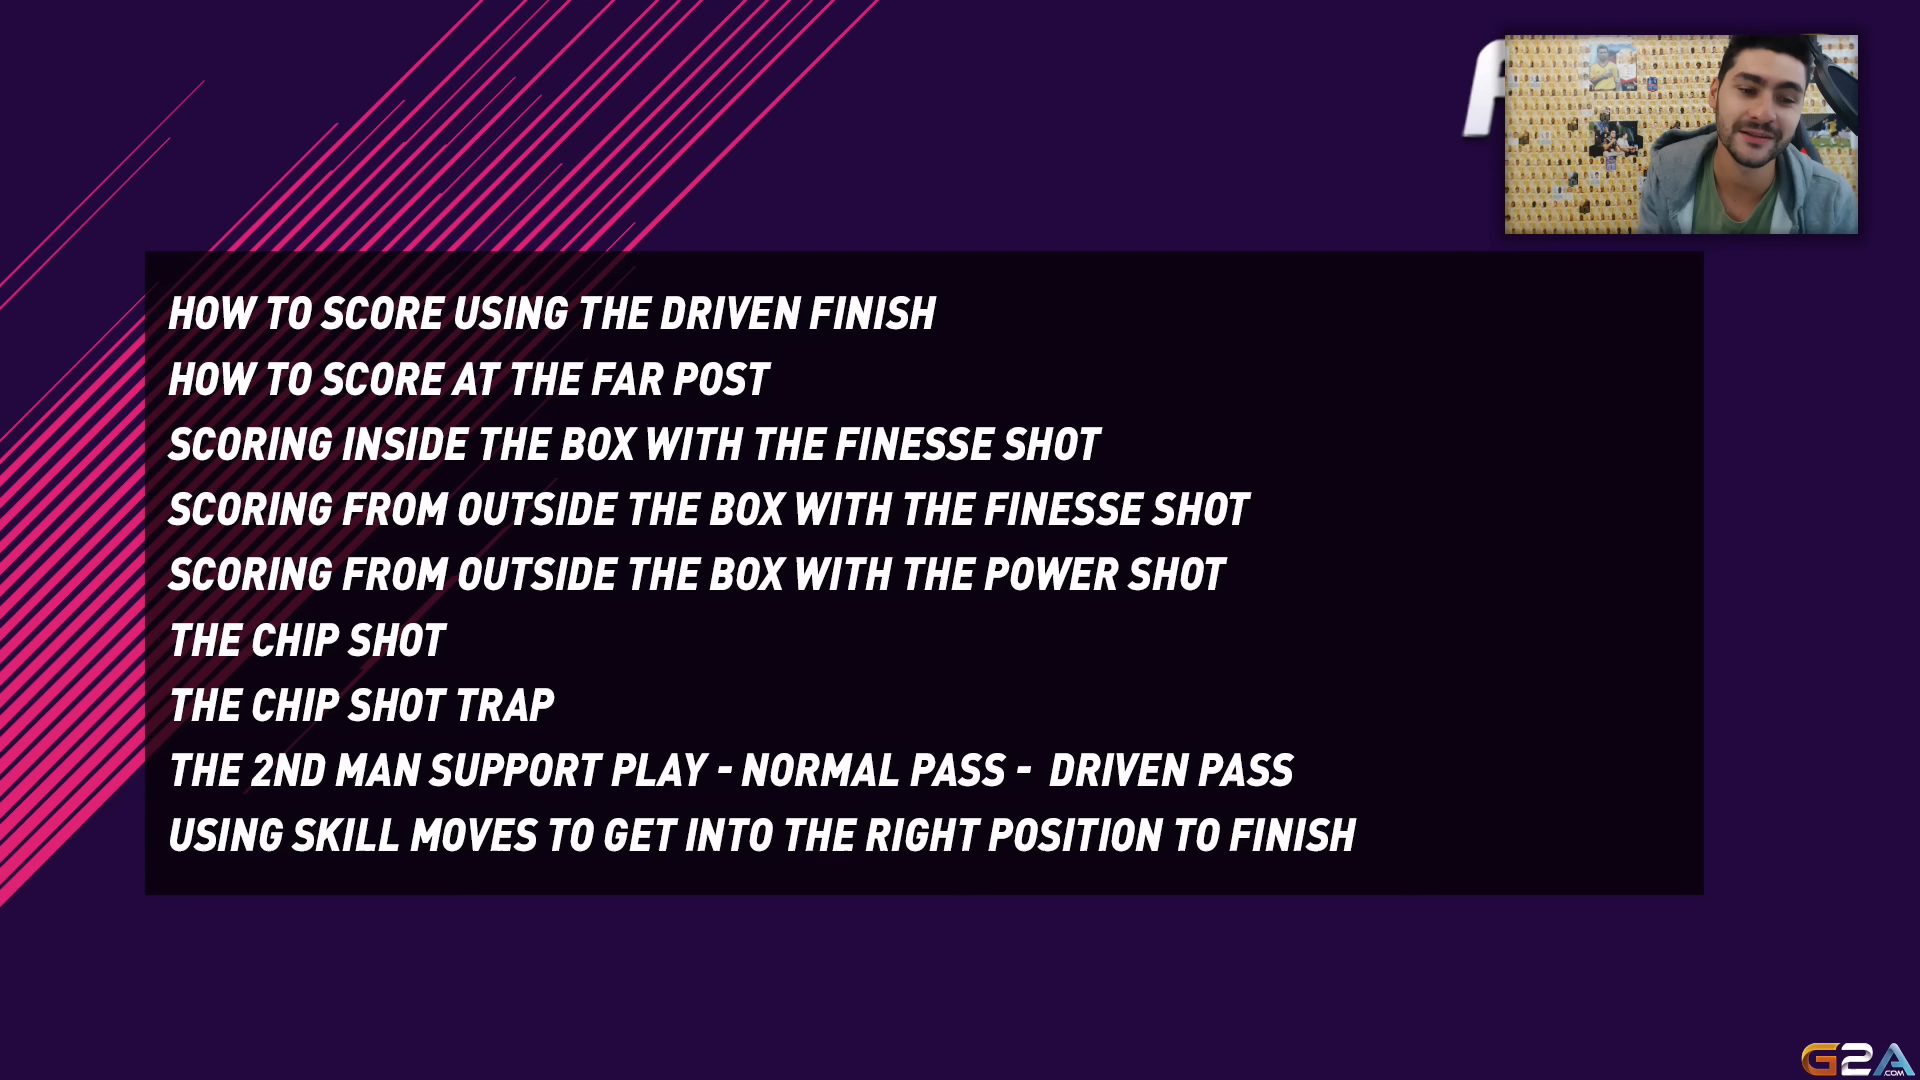 HOW TO SCORE USING THE DRIVEN FINISH
HOW TO SCORE AT THE FAR POST
SCORING INSIDE THE BOX WITH THE FINESSE SHOT
SCORING FROM OUTSIDE THE BOX WITH THE FINESSE SHOT
SCORING FROM OUTSIDE THE BOX WITH THE POWER SHOT
THE CHIP SHOT
THE CHIP SHOT TRAP
THE 2ND MAN SUPPORT PLAY - NORMAL PASS - DRIVEN PASS
USING SKILL MOVES TO GET INTO THE RIGHT POSITION TO FINISH
G2A
.COM